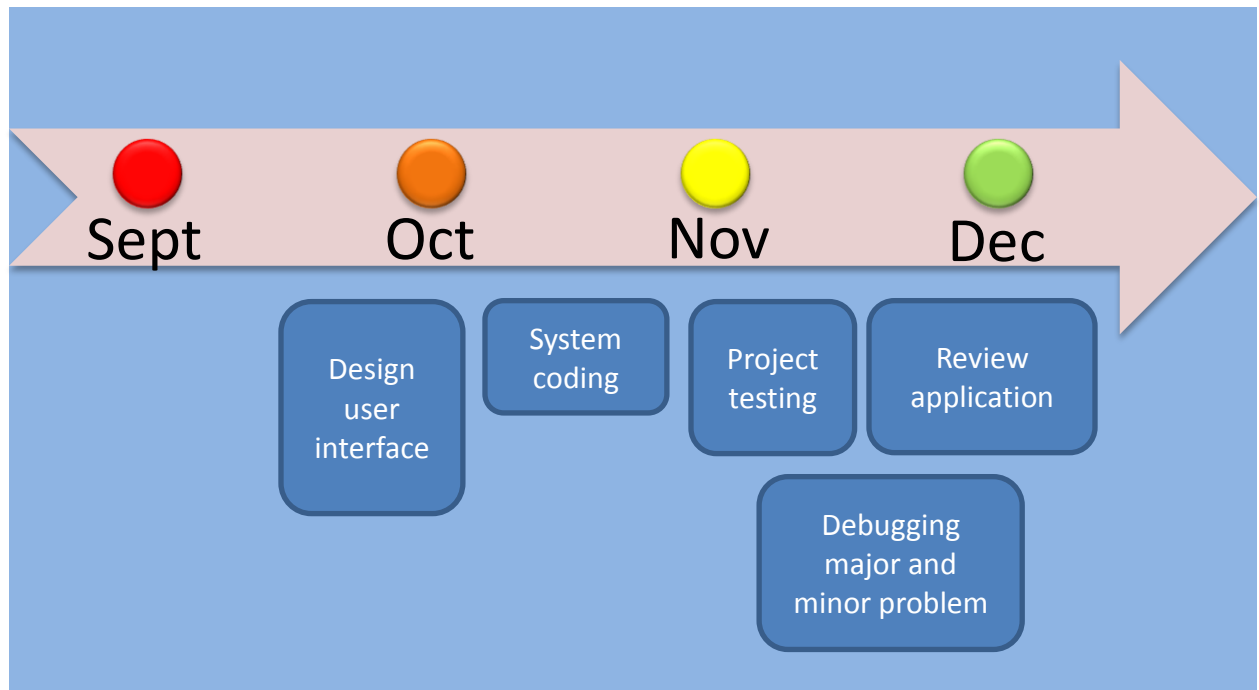 Sept
Oct
Nov
Dec
Design
user
interface
System
coding
Project
testing
Review
application
Debugging
major and
minor problem